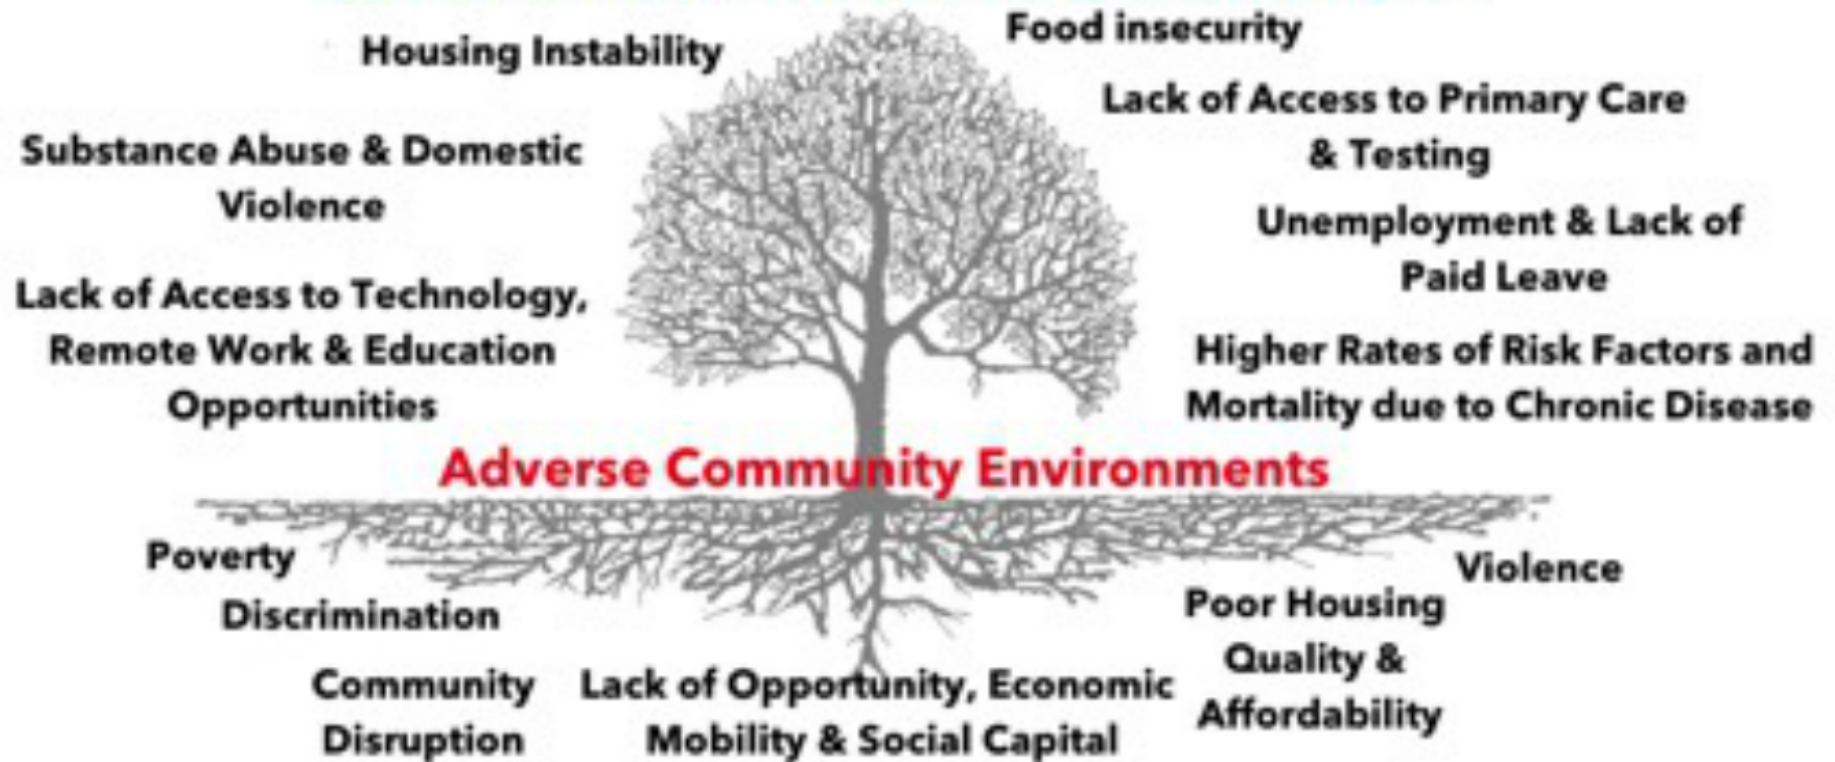 Housing Instability
Food insecurity
Lack of Access to Primary Care
& Testing
Substance Abuse & Domestic
Violence
Unemployment & Lack of
Paid Leave
Lack of Access to Technology,
Remote Work & Education
Opportunities
Higher Rates of Risk Factors and
Mortality due to Chronic Disease
Adverse Community Environments
Poverty
Discrimination
Community
Disruption
Lack of Opportunity, Economic
Mobility & Social Capital
Poor Housing
Quality &
Affordability
Violence